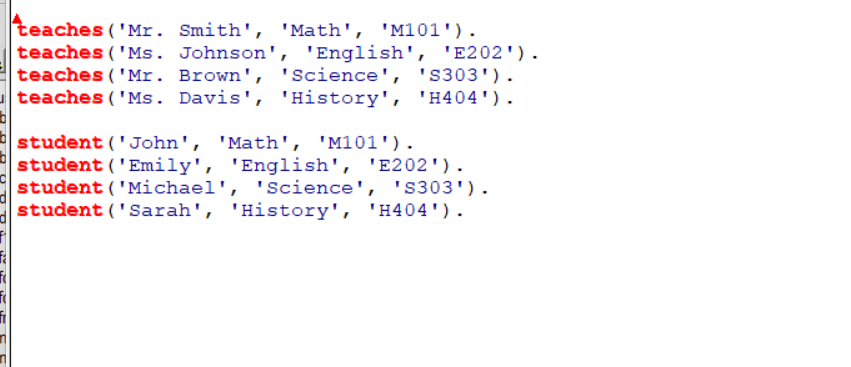 teaches('Mr. Smith', 'Math', 'M101').
teaches('Ms. Johnson', 'English', 'E202').
teaches('Mr. Brown', 'Science', 'S303').
teaches('Ms. Davis', 'History', 'H404').
student('John', 'Math', 'M101').
student('Emily', 'English', 'E202').
student('Michael', 'Science', 'S303').
student('Sarah', 'History', 'H404').